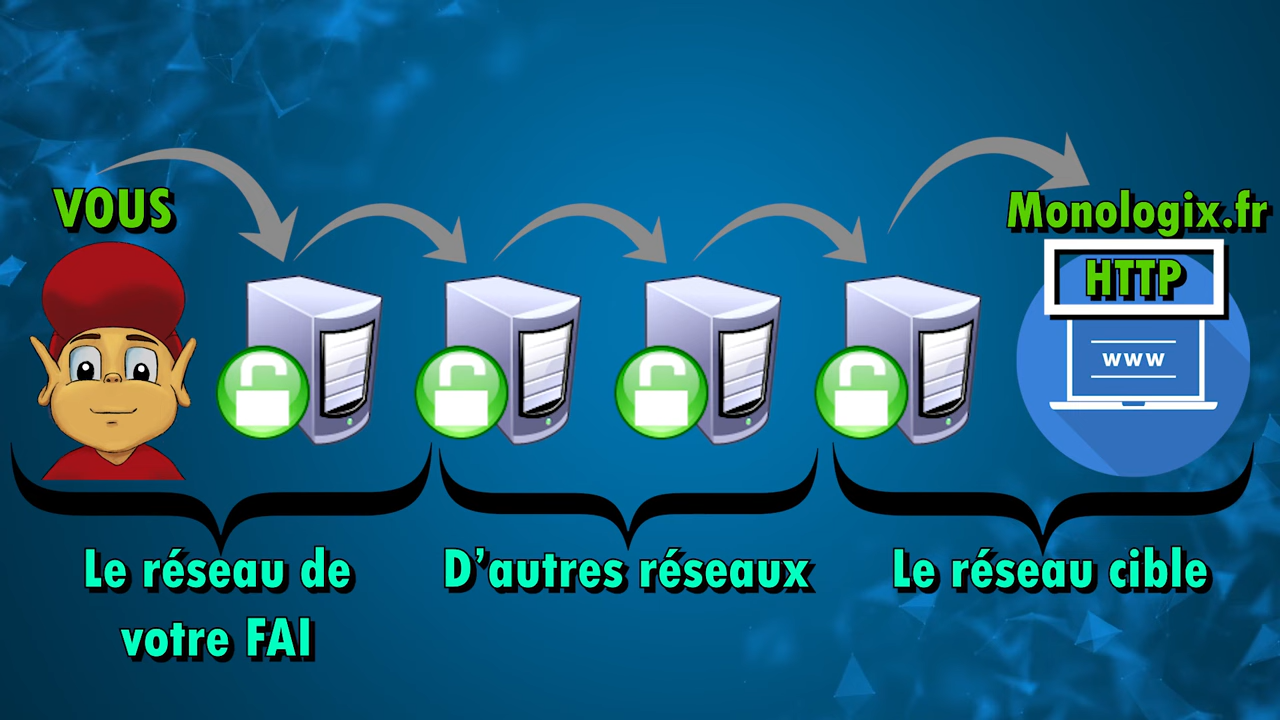 VOUS
Monologix.fr
HTTP
www
Le réseau de
votre FAI
D'autres réseaux
Le réseau cible